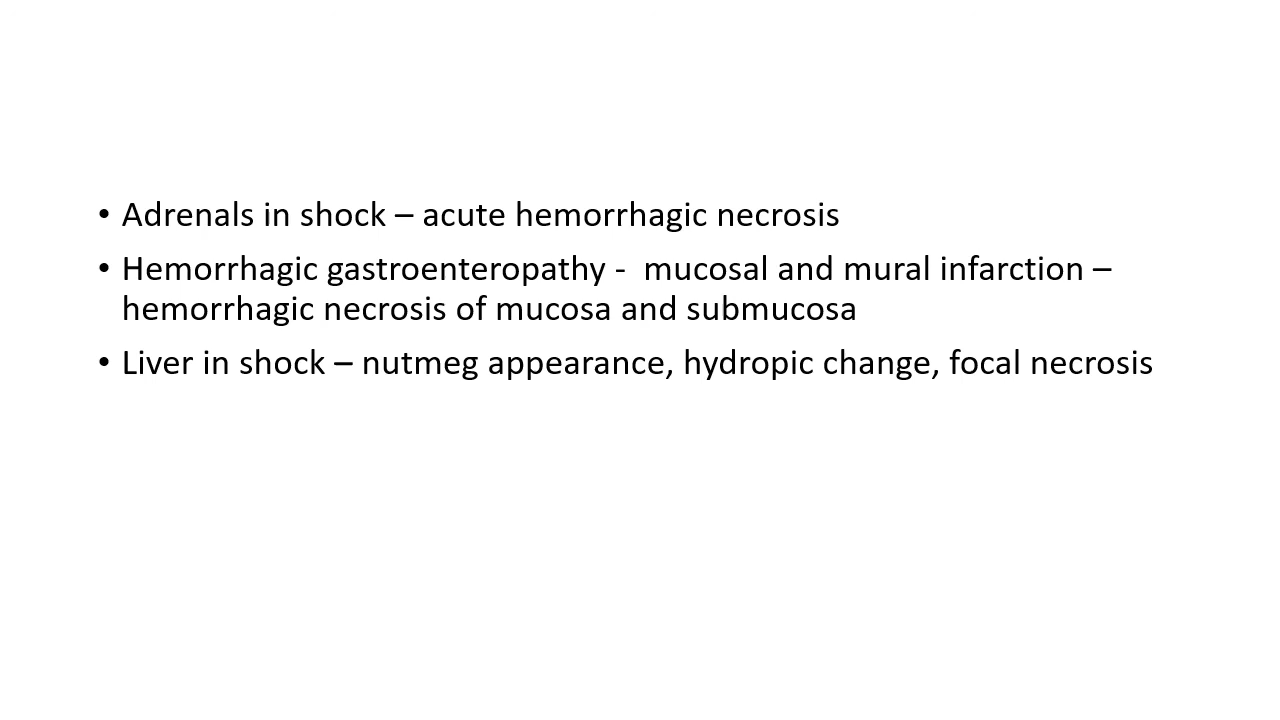 • Adrenals in shock – acute hemorrhagic necrosis
• Hemorrhagic gastroenteropathy -  mucosal and mural infarction –
hemorrhagic necrosis of mucosa and submucosa
• Liver in shock – nutmeg appearance, hydropic change, focal necrosis